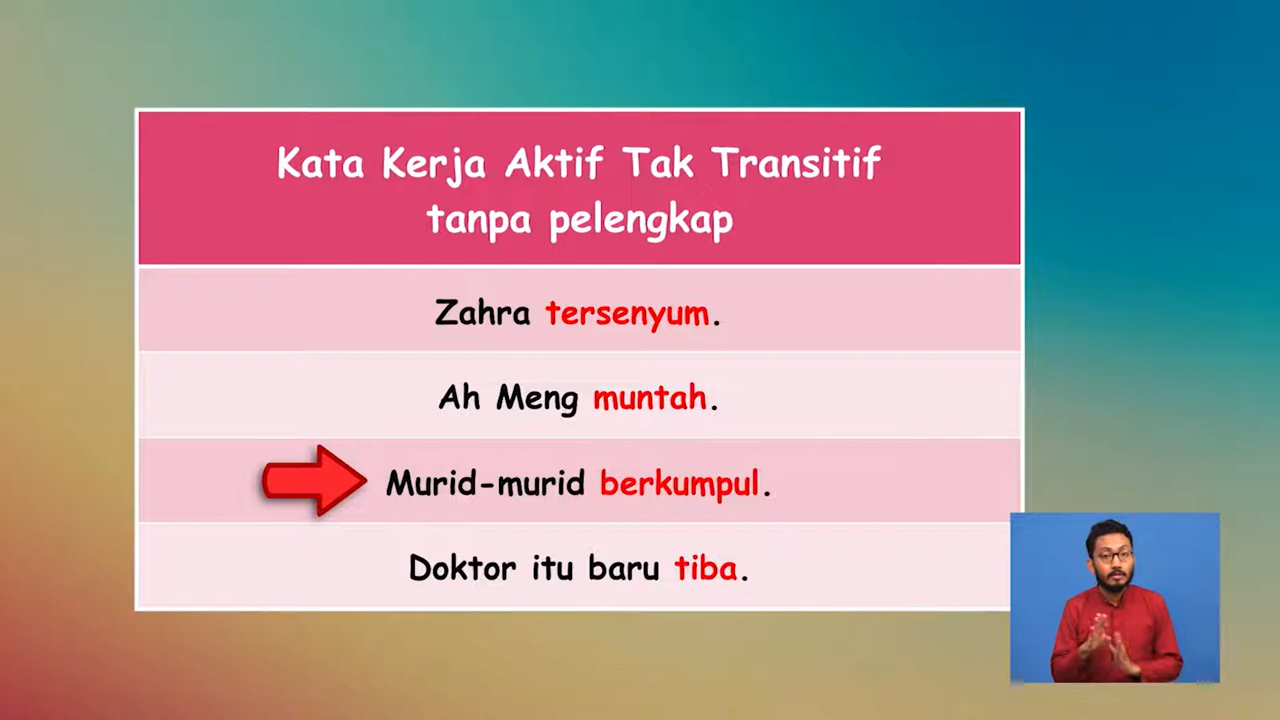 Kata Kerja Aktif Tak Transitif
tanpa pelengkap
Zahra tersenyum.
Ah Meng muntah.
Murid-murid berkumpul.
Doktor itu baru tiba.